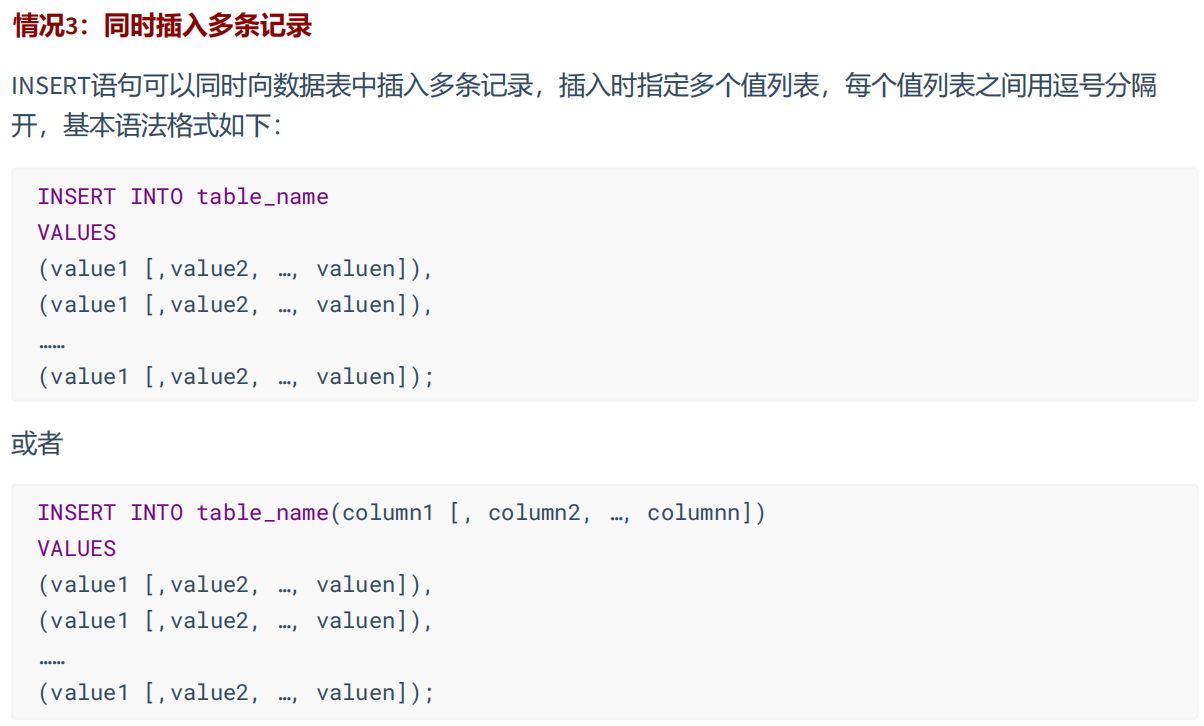 情况3：同时插入多条记录
INSERT语句可以同时向数据表中插入多条记录，插入时指定多个值列表，每个值列表之间用逗号分隔
开，基本语法格式如下：
INSERT INTO table_name
VALUES
(value1 [,value2, …, valuen]),
(value1 [,value2, …, valuen]),
……
(value1 [,value2, …, valuen]);
或者
INSERT INTO table_name(column1 [, column2, …, columnn])
VALUES
(value1 [,value2, …, valuen]),
(value1 [,value2, …, valuen]),
……
(value1 [,value2, …, valuen]);